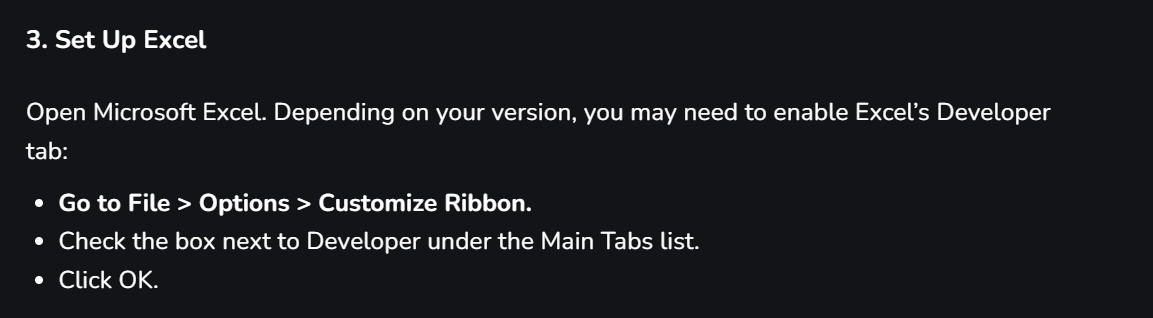 3. Set Up Excel
Open Microsoft Excel. Depending on your version, you may need to enable Excel’s Developer
tab:
• Go to File > Options > Customize Ribbon.
• Check the box next to Developer under the Main Tabs list.
• Click OK.